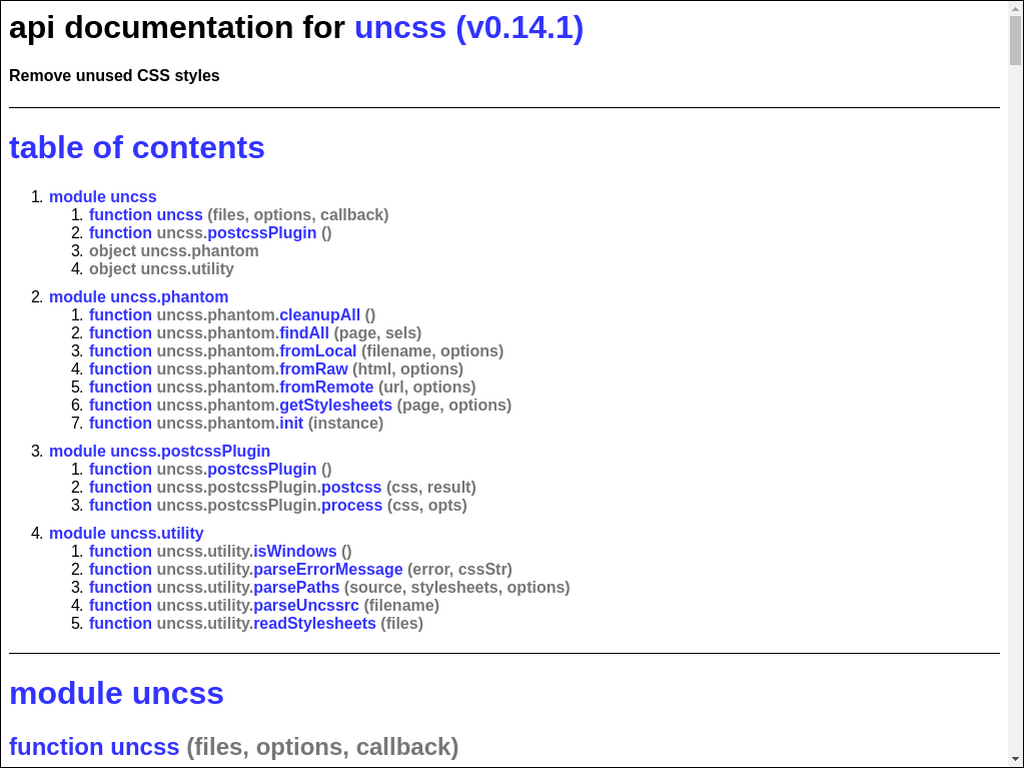 api documentation for uncss (v0.14.1)
Remove unused CSS styles
table of contents
1. module uncss
1. function uncss (files, options, callback)
2. function uncss.postcssPlugin ()
3. object uncss.phantom
4. object uncss.utility
2. module uncss.phantom
1. function uncss.phantom.cleanupAll ()
2. function uncss.phantom.findAll (page, sels)
3. function uncss.phantom.fromLocal (filename, options)
4. function uncss.phantom.fromRaw (html, options)
5. function uncss.phantom.fromRemote (url, options)
6. function uncss.phantom.getStylesheets (page, options)
7. function uncss.phantom.init (instance)
3. module uncss.postcssPlugin
1. function uncss.postcssPlugin ()
2. function uncss.postcssPlugin.postcss (css, result)
3. function uncss.postcssPlugin.process (css, opts)
4. module uncss.utility
1. function uncss.utility.isWindows ()
2. function uncss.utility.parseErrorMessage (error, cssStr)
3. function uncss.utility.parsePaths (source, stylesheets, options)
4. function uncss.utility.parseUncssrc (filename)
5. function uncss.utility.readStylesheets (files)
module uncss
function uncss (files, options, callback)